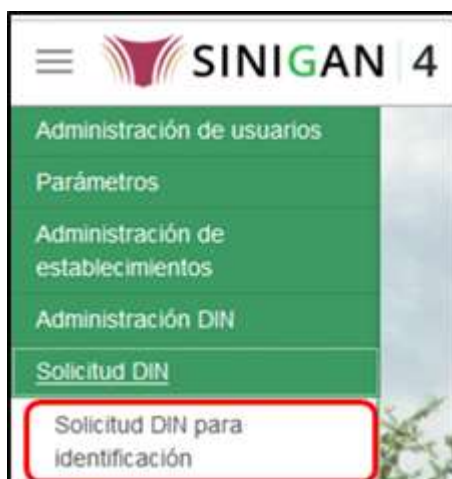 SINIGAN 4
Administración de usuarios
Parámetros
Administración de
establecimientos
Administración DIN
Solicitud DIN
Solicitud DIN para
identificación